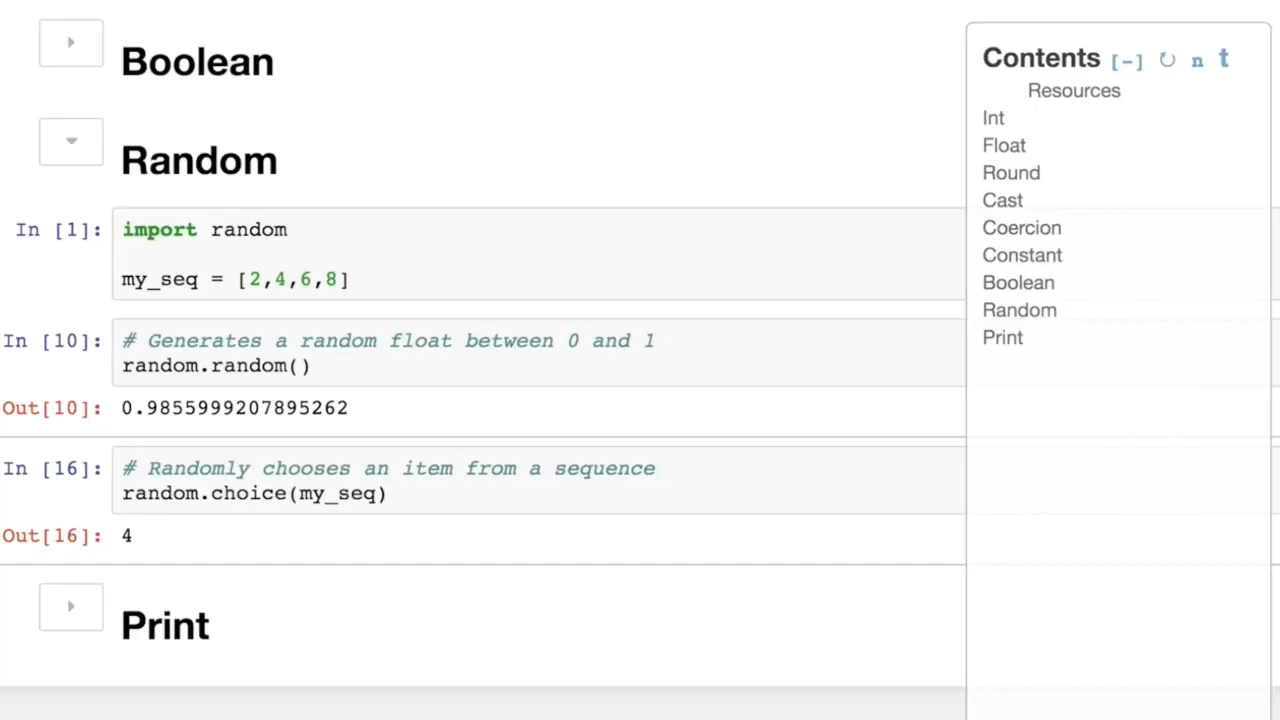 Boolean
Random
In [1]: import random
my_seq = [2,4,6,8]
In [10]: # Generates a random float between 0 and 1
random.random()
Out[10]: 0.9855999207895262
In [16]: # Randomly chooses an item from a sequence
random.choice(my_seq)
Out[16]: 4
Print
Contents [-] ↻ n t
Resources
Int
Float
Round
Cast
Coercion
Constant
Boolean
Random
Print